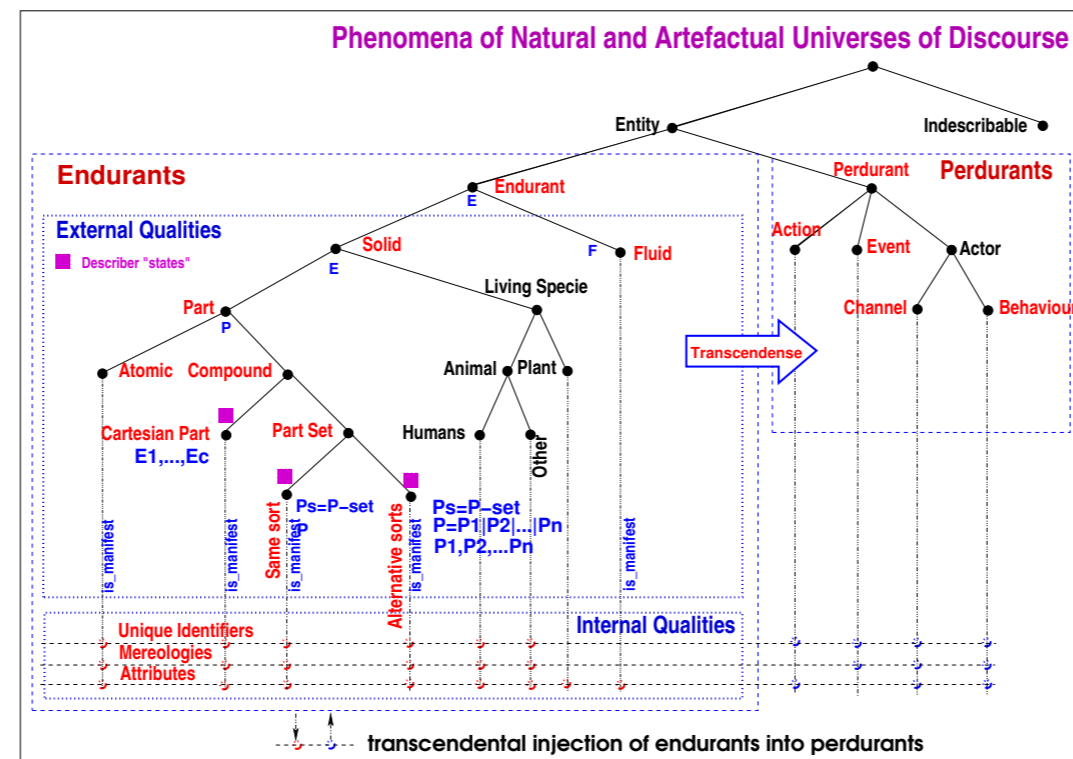 Phenomena of Natural and Artefactual Universes of Discourse
Entity
Indescribable
Endurants
Endurant
E
Perdurant
Perdurants
External Qualities
Describer "states"
Solid
E
F
Fluid
Action
Event
Actor
Living Specie
Part
P
Channel
Behaviour
Transcendense
Atomic
Compound
Animal
Plant
Cartesian Part
E1,...,Ec
Part Set
Humans
Other
Same sort
Ps=P-set
P
Alternative sorts
Ps=P-set
P=P1|P2|...|Pn
P1,P2,...Pn
is_manifest
is_manifest
is_manifest
is_manifest
is_manifest
Unique Identifiers
Internal Qualities
Mereologies
Attributes
transcendental injection of endurants into perdurants